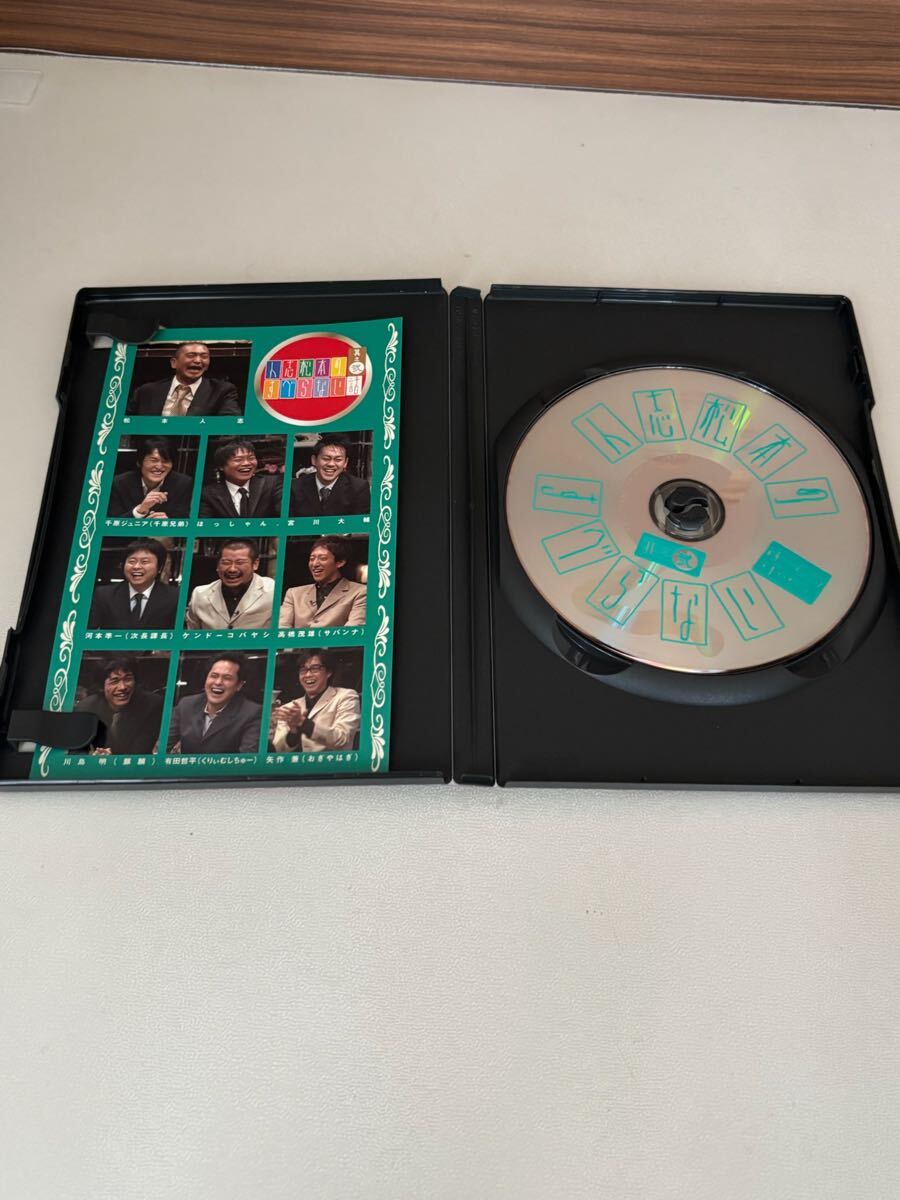 人志松本の
すべらない話
其之弐
松本人志
千原ジュニア(千原兄弟) ほっしゃん. 宮川大輔
河本準一(次長課長) ケンドーコバヤシ 高橋茂雄(サバンナ)
川島明(麒麟) 有田哲平(くりぃむしちゅー) 矢作兼(おぎやはぎ)
人志松本の
すべらない話
其之弐